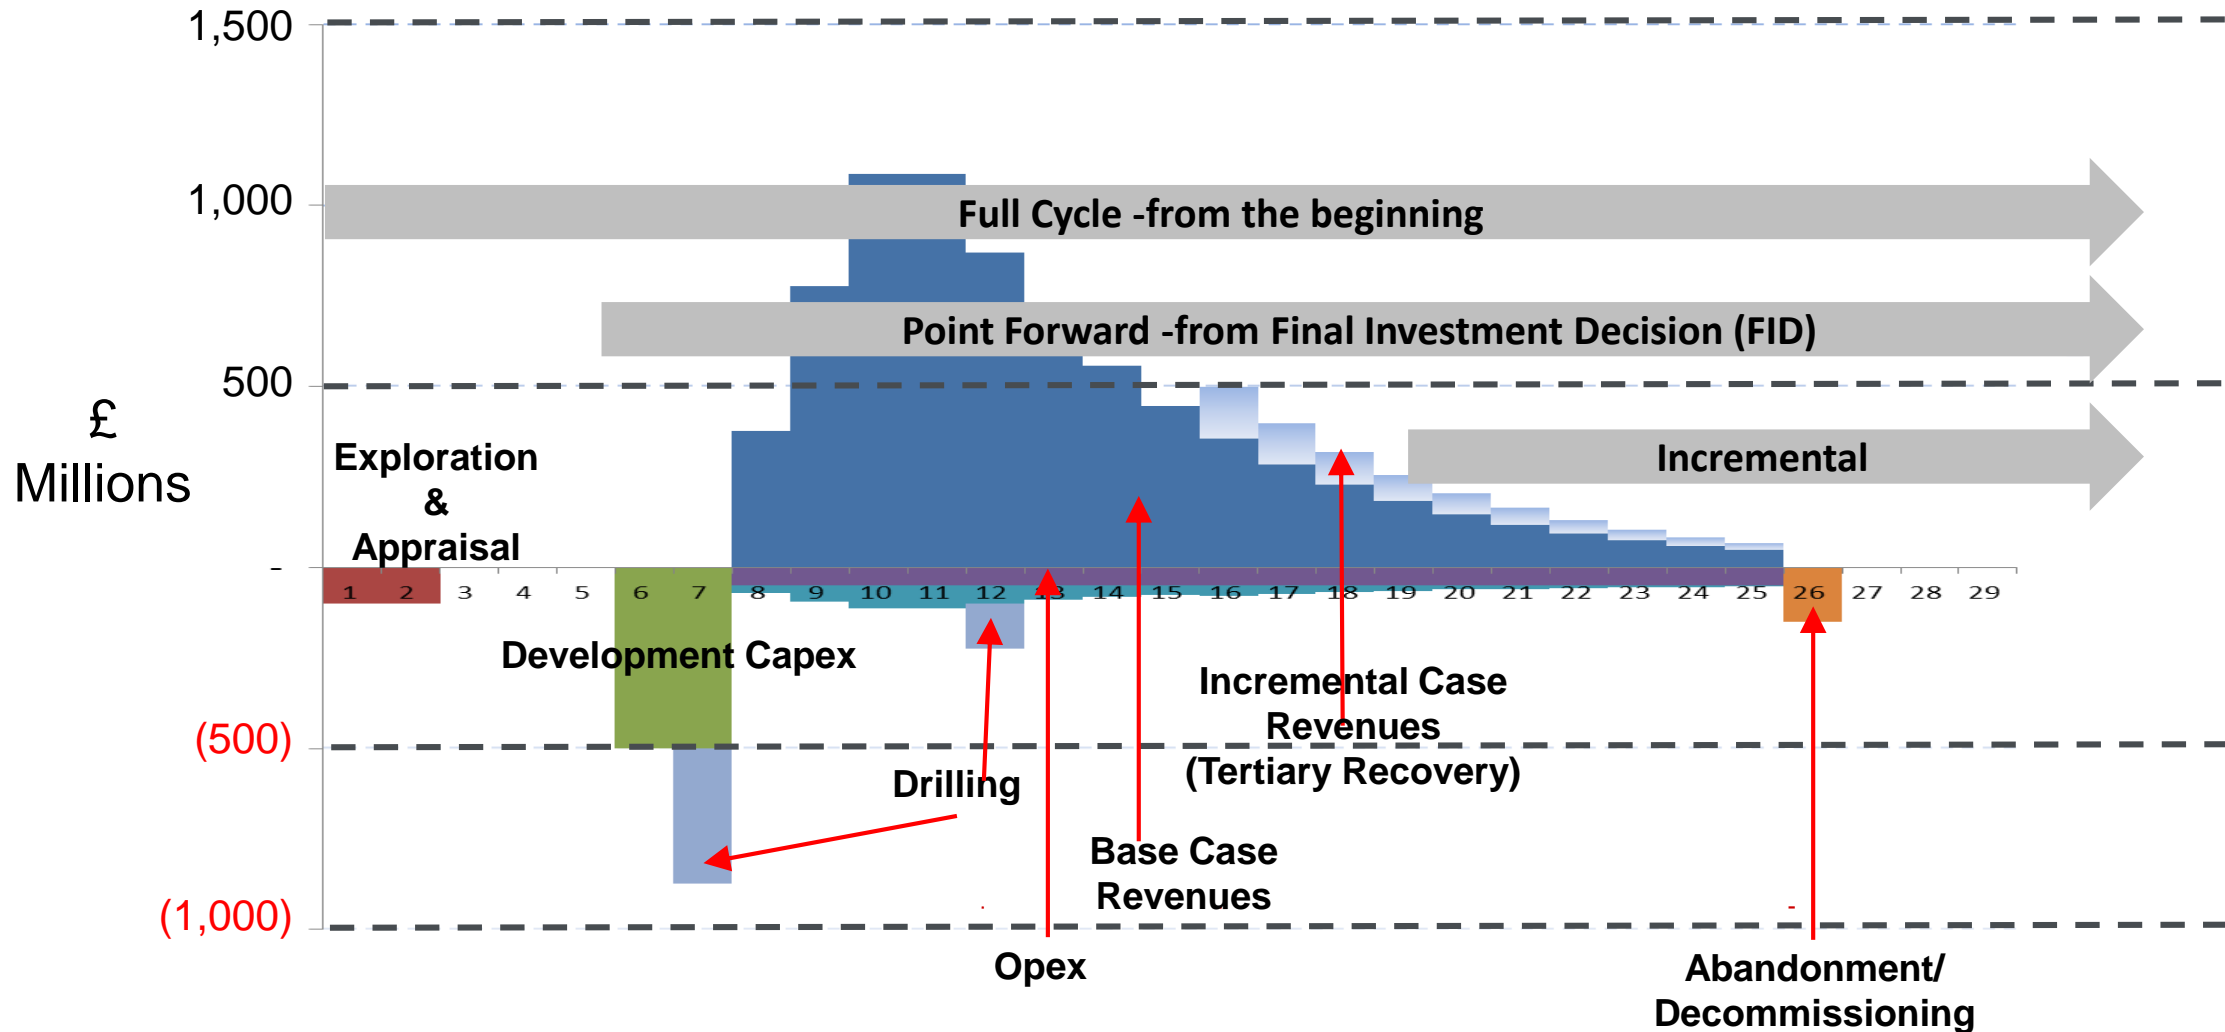 1,500
1,000
500
-
(500)
(1,000)
£
Millions
Full Cycle -from the beginning
Point Forward -from Final Investment Decision (FID)
Incremental
Exploration
&
Appraisal
1 2 3 4 5 6 7 8 9 10 11 12 13 14 15 16 17 18 19 20 21 22 23 24 25 26 27 28 29
Development Capex
Drilling
Incremental Case
Revenues
(Tertiary Recovery)
Base Case
Revenues
Opex
Abandonment/
Decommissioning